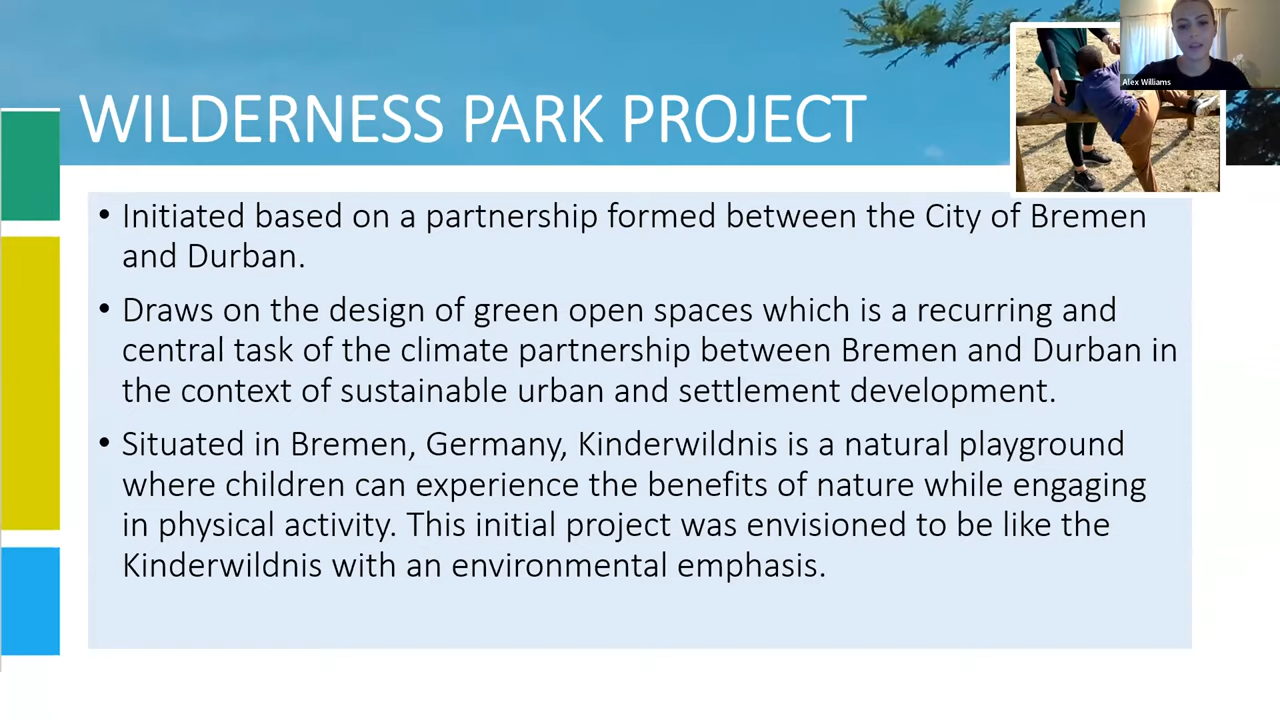 Alex Williams
WILDERNESS PARK PROJECT
• Initiated based on a partnership formed between the City of Bremen
and Durban.
• Draws on the design of green open spaces which is a recurring and
central task of the climate partnership between Bremen and Durban in
the context of sustainable urban and settlement development.
• Situated in Bremen, Germany, Kinderwildnis is a natural playground
where children can experience the benefits of nature while engaging
in physical activity. This initial project was envisioned to be like the
Kinderwildnis with an environmental emphasis.